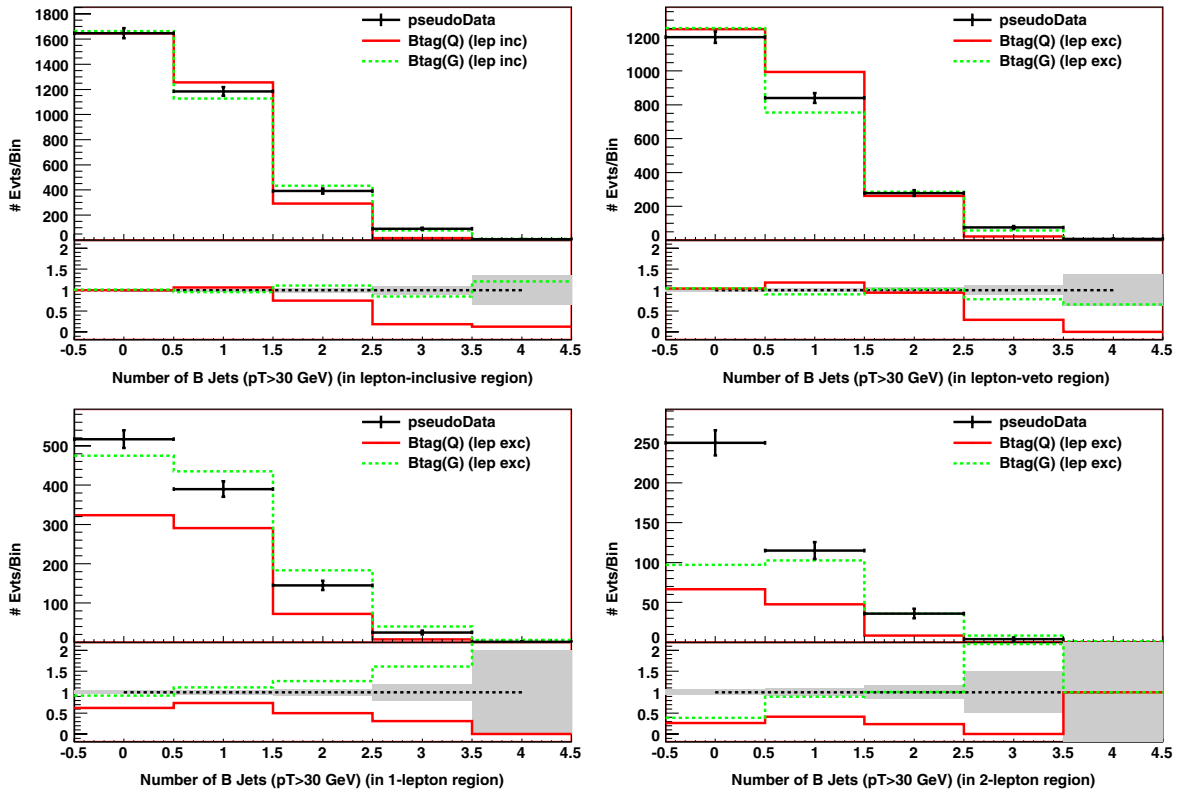 pseudoData
Btag(Q) (lep inc)
Btag(G) (lep inc)
# Evts/Bin
1600
1400
1200
1000
800
600
400
200
0
2
1.5
1
0.5
0
-0.5 0 0.5 1 1.5 2 2.5 3 3.5 4 4.5
Number of B Jets (pT>30 GeV) (in lepton-inclusive region)
pseudoData
Btag(Q) (lep exc)
Btag(G) (lep exc)
# Evts/Bin
1200
1000
800
600
400
200
0
2
1.5
1
0.5
0
-0.5 0 0.5 1 1.5 2 2.5 3 3.5 4 4.5
Number of B Jets (pT>30 GeV) (in lepton-veto region)
pseudoData
Btag(Q) (lep exc)
Btag(G) (lep exc)
# Evts/Bin
500
400
300
200
100
0
2
1.5
1
0.5
0
-0.5 0 0.5 1 1.5 2 2.5 3 3.5 4 4.5
Number of B Jets (pT>30 GeV) (in 1-lepton region)
pseudoData
Btag(Q) (lep exc)
Btag(G) (lep exc)
# Evts/Bin
250
200
150
100
50
0
2
1.5
1
0.5
0
-0.5 0 0.5 1 1.5 2 2.5 3 3.5 4 4.5
Number of B Jets (pT>30 GeV) (in 2-lepton region)